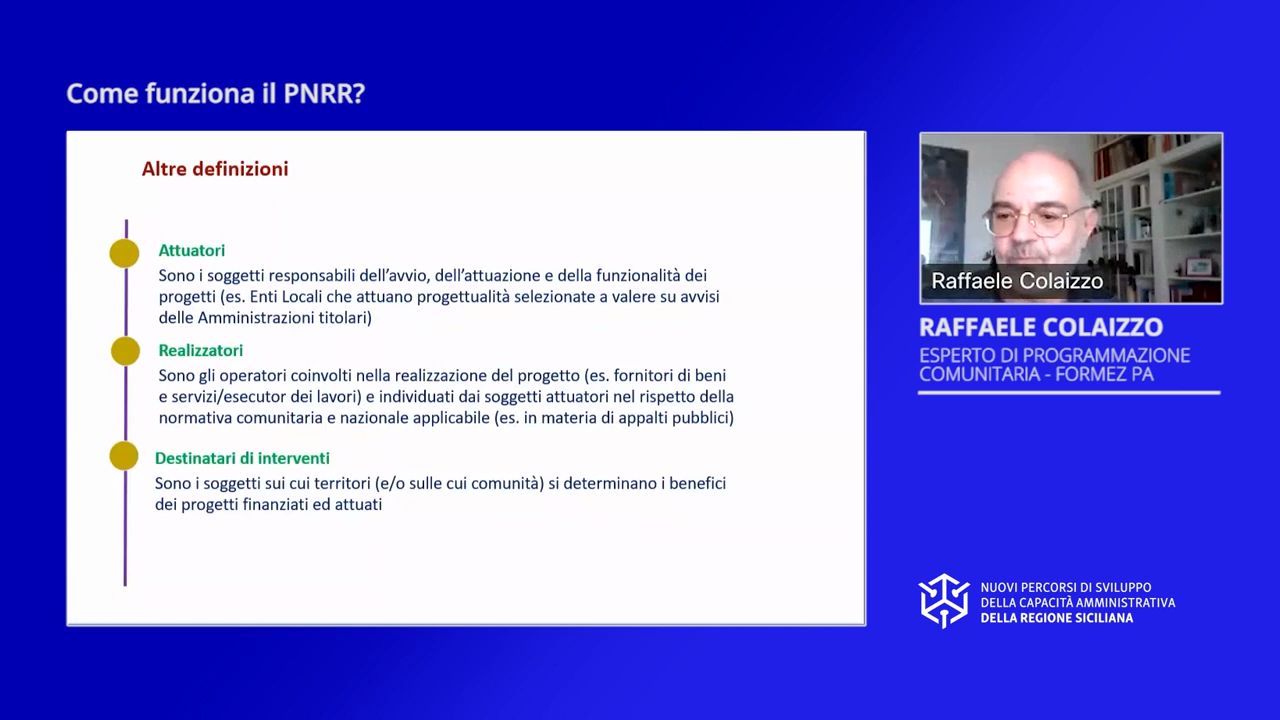 Come funziona il PNRR?
Altre definizioni
Attuatori
Sono i soggetti responsabili dell'avvio, dell'attuazione e della funzionalità dei
progetti (es. Enti Locali che attuano progettualità selezionate a valere su avvisi
delle Amministrazioni titolari)
Realizzatori
Sono gli operatori coinvolti nella realizzazione del progetto (es. fornitori di beni
e servizi/esecutor dei lavori) e individuati dai soggetti attuatori nel rispetto della
normativa comunitaria e nazionale applicabile (es. in materia di appalti pubblici)
Destinatari di interventi
Sono i soggetti sui cui territori (e/o sulle cui comunità) si determinano i benefici
dei progetti finanziati ed attuati
Raffaele Colaizzo
RAFFAELE COLAIZZO
ESPERTO DI PROGRAMMAZIONE
COMUNITARIA - FORMEZ PA
NUOVI PERCORSI DI SVILUPPO
DELLA CAPACITÀ AMMINISTRATIVA
DELLA REGIONE SICILIANA